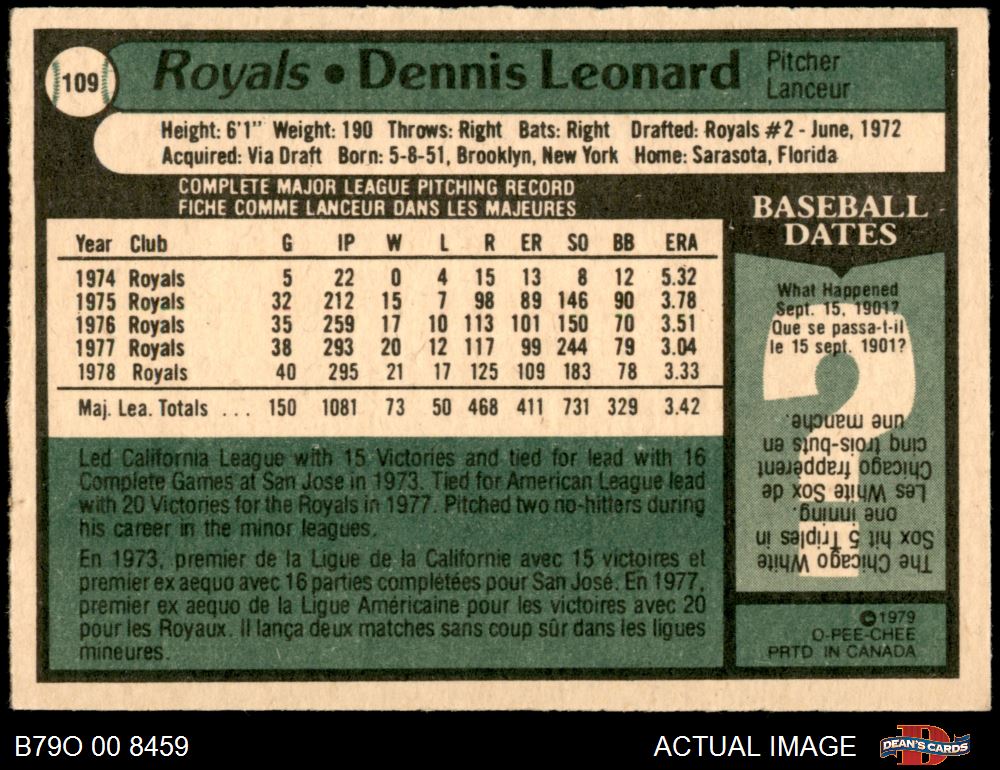 109
Royals • Dennis Leonard
Pitcher
Lanceur
Height: 6'1" Weight: 190 Throws: Right Bats: Right Drafted: Royals #2 - June, 1972
Acquired: Via Draft Born: 5-8-51, Brooklyn, New York Home: Sarasota, Florida
COMPLETE MAJOR LEAGUE PITCHING RECORD
FICHE COMME LANCEUR DANS LES MAJEURES
Year Club G IP W L R ER SO BB ERA
1974 Royals 5 22 0 4 15 13 8 12 5.32
1975 Royals 32 212 15 7 98 89 146 90 3.78
1976 Royals 35 259 17 10 113 101 150 70 3.51
1977 Royals 38 293 20 12 117 99 244 79 3.04
1978 Royals 40 295 21 17 125 109 183 78 3.33
Maj. Lea. Totals ... 150 1081 73 50 468 411 731 329 3.42
Led California League with 15 Victories and tied for lead with 16
Complete Games at San Jose in 1973. Tied for American League lead
with 20 Victories for the Royals in 1977. Pitched two no-hitters during
his career in the minor leagues.
En 1973, premier de la Ligue de la Californie avec 15 victoires et
premier ex aequo avec 16 parties complétées pour San José. En 1977,
premier ex aequo de la Ligue Américaine pour les victoires avec 20
pour les Royaux. Il lança deux matches sans coup sûr dans les ligues
mineures.
BASEBALL
DATES
What Happened
Sept. 15, 1901?
Que se passa-t-il
le 15 sept. 1901?
The Chicago White
Sox hit 5 Triples in
one inning.
Les White Sox de
Chicago frappèrent
cinq trois-buts en
une manche.
©1979
O-PEE-CHEE
PRTD IN CANADA
B79O 00 8459
ACTUAL IMAGE
D
DEAN'S CARDS